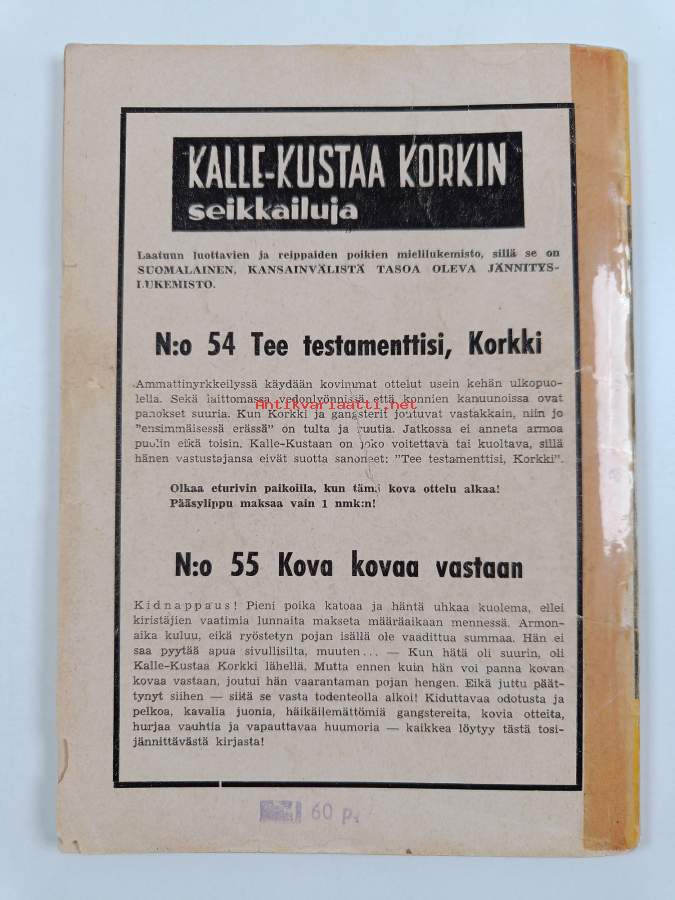 KALLE-KUSTAA KORKIN
seikkailuja
Laatuun luottavien ja reippaiden poikien mielilukemisto, sillä se on
SUOMALAINEN, KANSAINVÄLISTÄ TASOA OLEVA JÄNNITYS-
LUKEMISTO.
N:o 54 Tee testamenttisi, Korkki
Ammattinyrkkeilyssä käydään kovimmat ottelut usein kehän ulkopuo-
lella. Sekä laittomassa vedonlyönnissä että konnien kanuunoissa ovat
Antikvariaatti.net
panokset suuria. Kun Korkki ja gangsterit joutuvat vastakkain, niin jo
"ensimmäisessä erässä" on tulta ja ruutia. Jatkossa ei anneta armoa
puolin eikä toisin. Kalle-Kustaan on joko voitettava tai kuoltava, sillä
hänen vastustajansa eivät suotta sanoneet: "Tee testamenttisi, Korkki".
Olkaa eturivin paikoilla, kun tämä kova ottelu alkaa!
Pääsylippu maksaa vain 1 nmk:n!
N:o 55 Kova kovaa vastaan
Kidnappaus! Pieni poika katoaa ja häntä uhkaa kuolema, ellei
kiristäjien vaatimia lunnaita makseta määräaikaan mennessä. Armon-
aika kuluu, eikä ryöstetyn pojan isällä ole vaadittua summaa. Hän ei
saa pyytää apua sivullisilta, muuten... — Kun hätä oli suurin, oli
Kalle-Kustaa Korkki lähellä. Mutta ennen kuin hän voi panna kovan
kovaa vastaan, joutui hän vaarantaman pojan hengen. Eikä juttu päät-
tynyt siihen — siitä se vasta todenteolla alkoi! Kiduttavaa odotusta ja
pelkoa, kavalia juonia, häikäilemättömiä gangstereita, kovia otteita,
hurjaa vauhtia ja vapauttavaa huumoria — kaikkea löytyy tästä tosi-
jännittävästä kirjasta!
60 p.